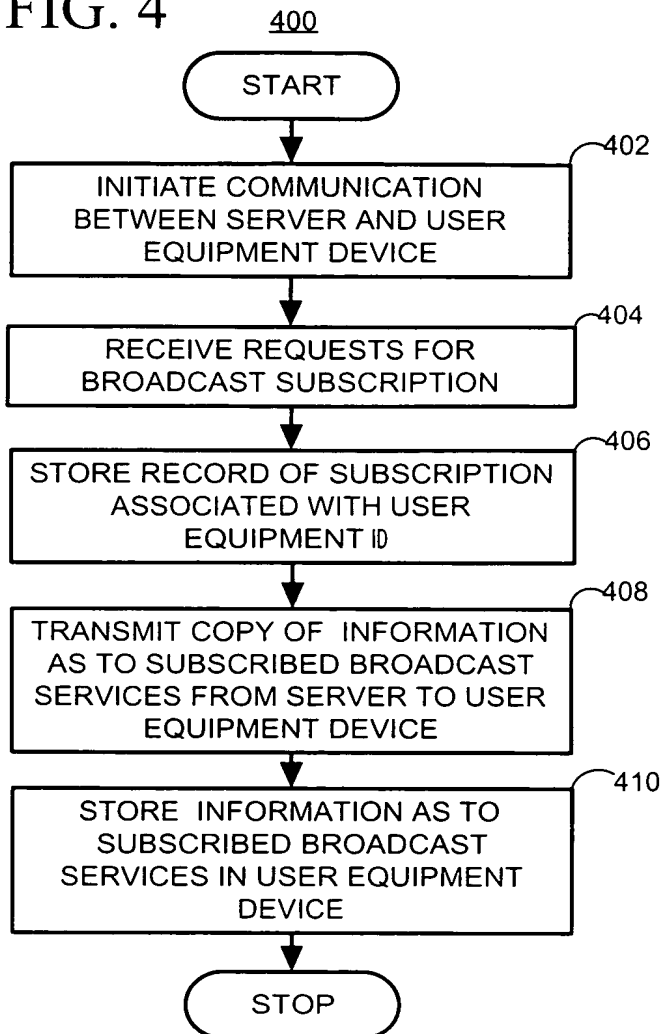 FIG. 4
400
START
402
INITIATE COMMUNICATION
BETWEEN SERVER AND USER
EQUIPMENT DEVICE
404
RECEIVE REQUESTS FOR
BROADCAST SUBSCRIPTION
406
STORE RECORD OF SUBSCRIPTION
ASSOCIATED WITH USER
EQUIPMENT ID
408
TRANSMIT COPY OF INFORMATION
AS TO SUBSCRIBED BROADCAST
SERVICES FROM SERVER TO USER
EQUIPMENT DEVICE
410
STORE INFORMATION AS TO
SUBSCRIBED BROADCAST
SERVICES IN USER EQUIPMENT
DEVICE
STOP